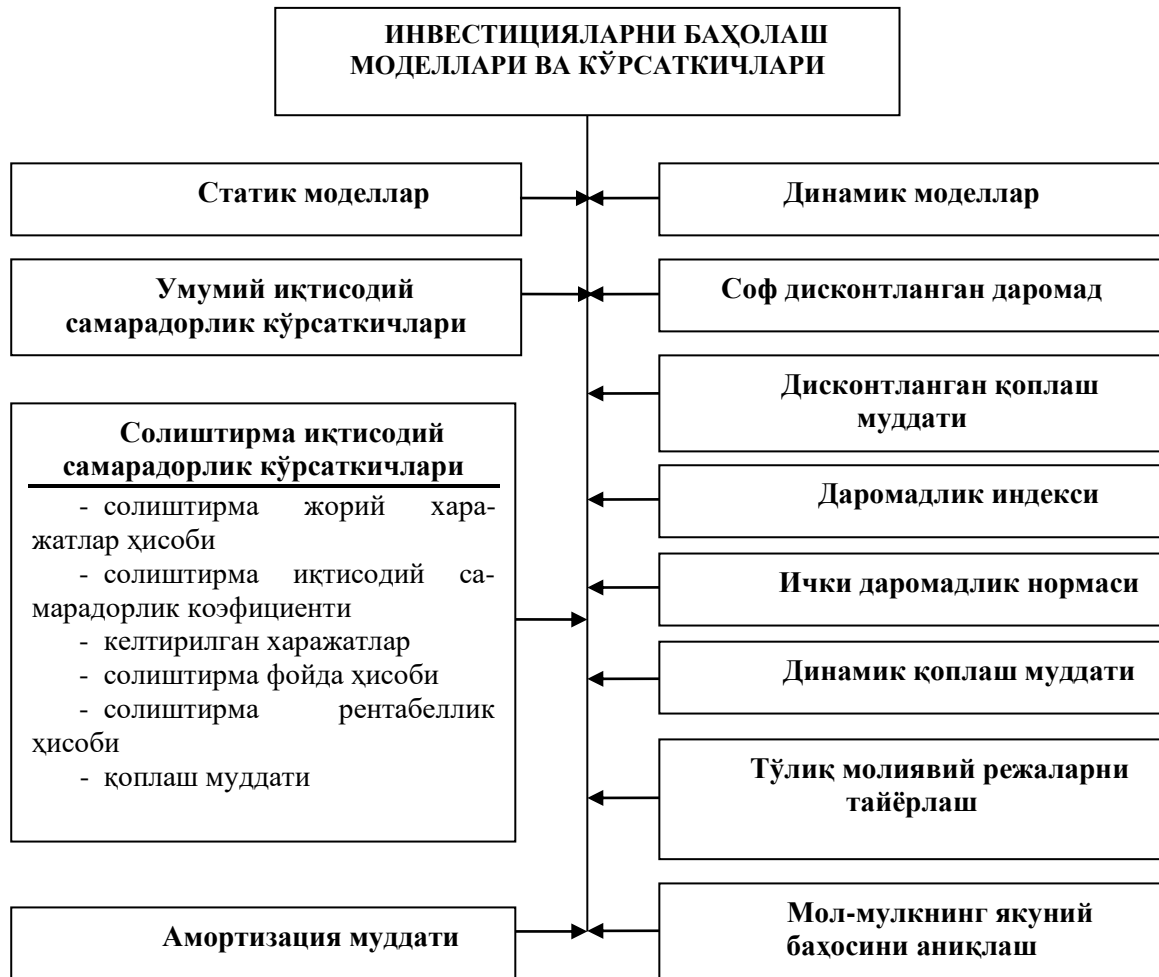 ИНВЕСТИЦИЯЛАРНИ БАҲОЛАШ
МОДЕЛЛАРИ ВА КЎРСАТКИЧЛАРИ
Статик моделлар
Умумий иқтисодий
самарадорлик кўрсаткичлари
Солиштирма иқтисодий
самарадорлик кўрсаткичлари
- солиштирма жорий хара-
жатлар ҳисоби
- солиштирма иқтисодий са-
марадорлик коэфициенти
- келтирилган харажатлар
- солиштирма фойда ҳисоби
- солиштирма рентабеллик
ҳисоби
- қоплаш муддати
Амортизация муддати
Динамик моделлар
Соф дисконтланган даромад
Дисконтланган қоплаш
муддати
Даромадлик индекси
Ички даромадлик нормаси
Динамик қоплаш муддати
Тўлиқ молиявий режаларни
тайёрлаш
Мол-мулкнинг якуний
баҳосини аниқлаш